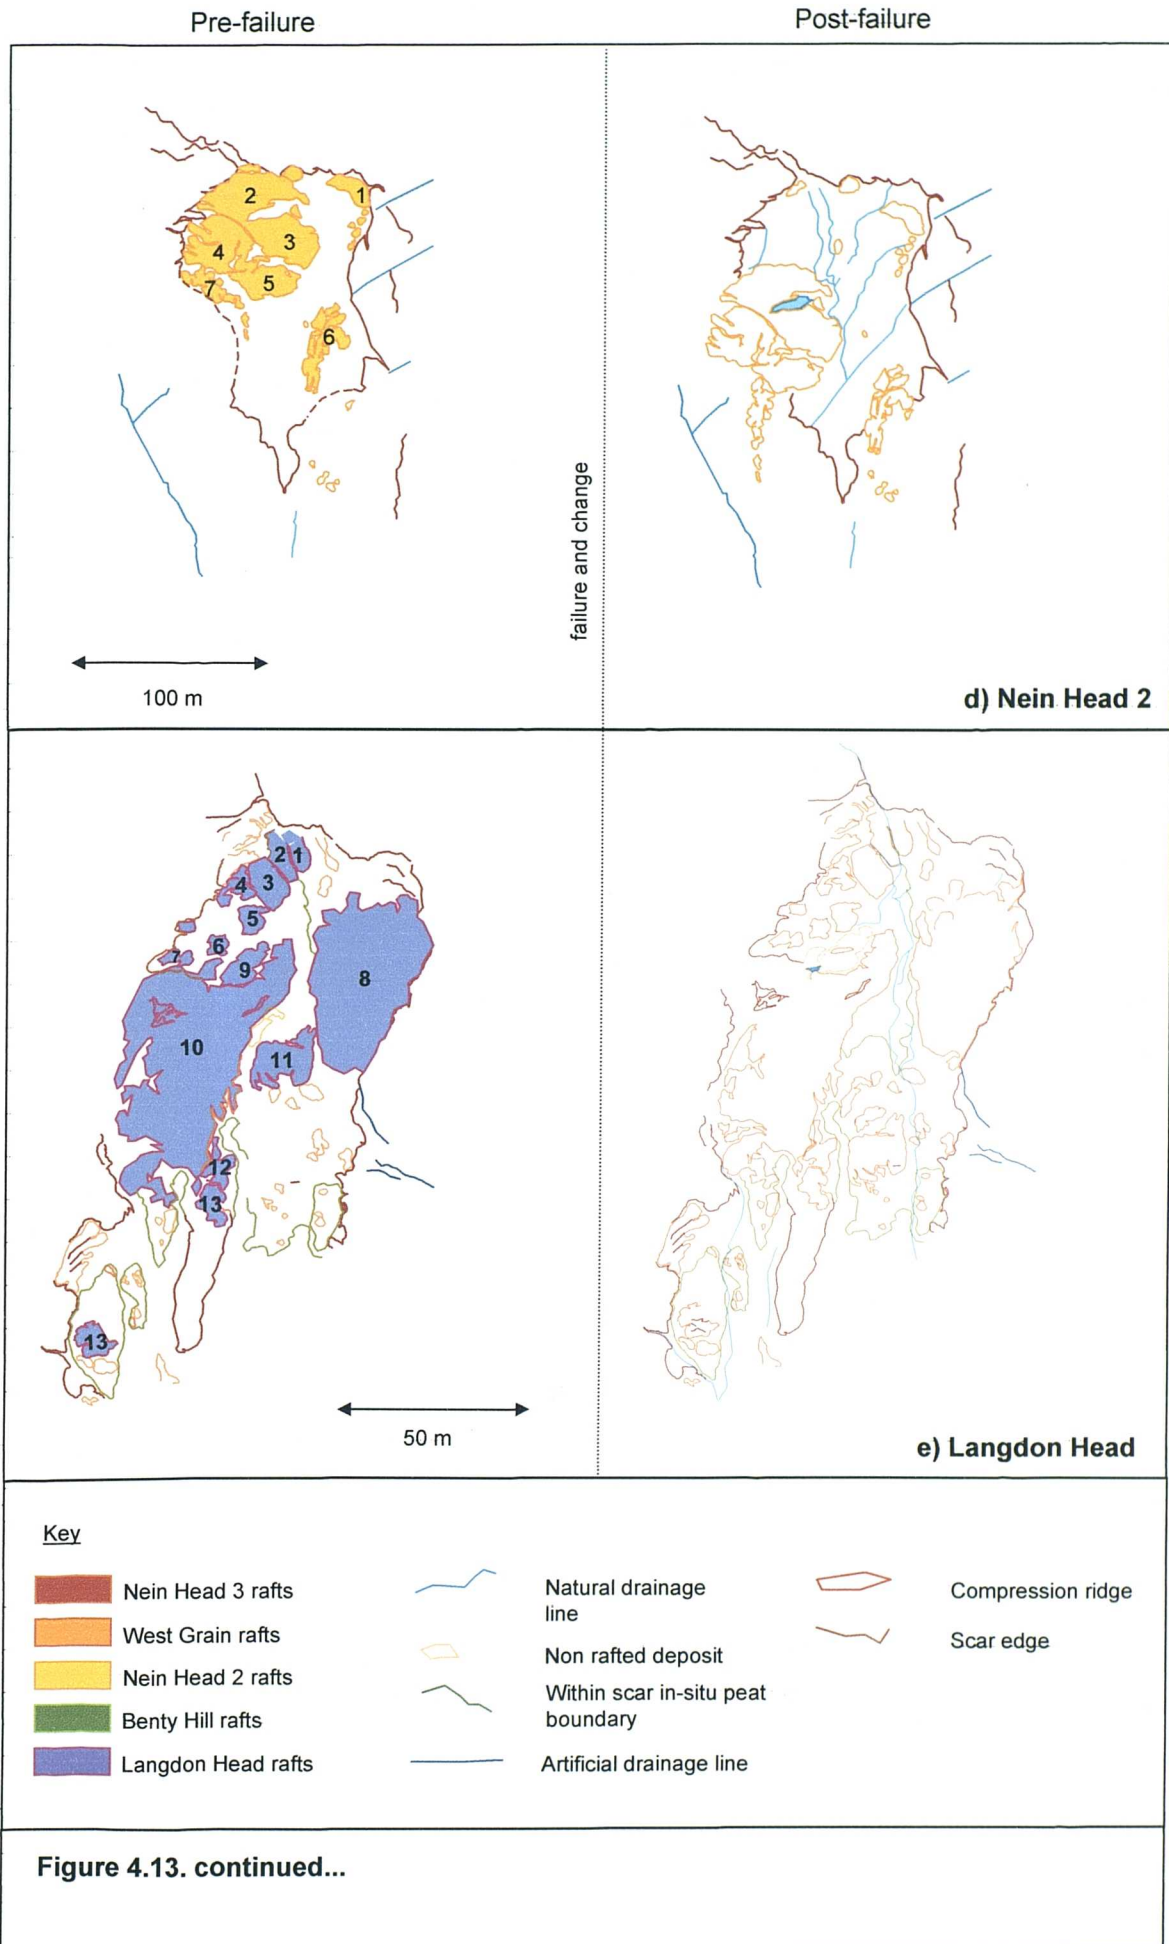 Pre-failure
Post-failure
2
1
4
3
7
5
6
failure and change
100 m
d) Nein Head 2
2
1
4
3
5
6
7
9
8
10
11
12
13
13
50 m
e) Langdon Head
Key
Nein Head 3 rafts
West Grain rafts
Nein Head 2 rafts
Benty Hill rafts
Langdon Head rafts
Natural drainage
line
Non rafted deposit
Within scar in-situ peat
boundary
Artificial drainage line
Compression ridge
Scar edge
Figure 4.13. continued...